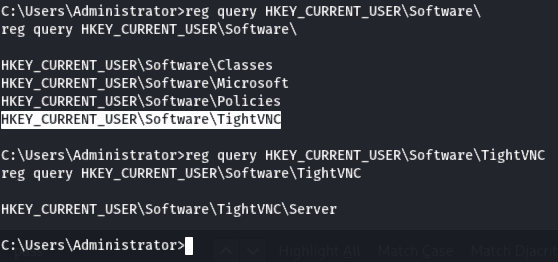 C:\Users\Administrator>reg query HKEY_CURRENT_USER\Software\
reg query HKEY_CURRENT_USER\Software\
HKEY_CURRENT_USER\Software\Classes
HKEY_CURRENT_USER\Software\Microsoft
HKEY_CURRENT_USER\Software\Policies
HKEY_CURRENT_USER\Software\TightVNC
C:\Users\Administrator>reg query HKEY_CURRENT_USER\Software\TightVNC
reg query HKEY_CURRENT_USER\Software\TightVNC
HKEY_CURRENT_USER\Software\TightVNC\Server
C:\Users\Administrator>
Highlight All Match Case Match Diacrit